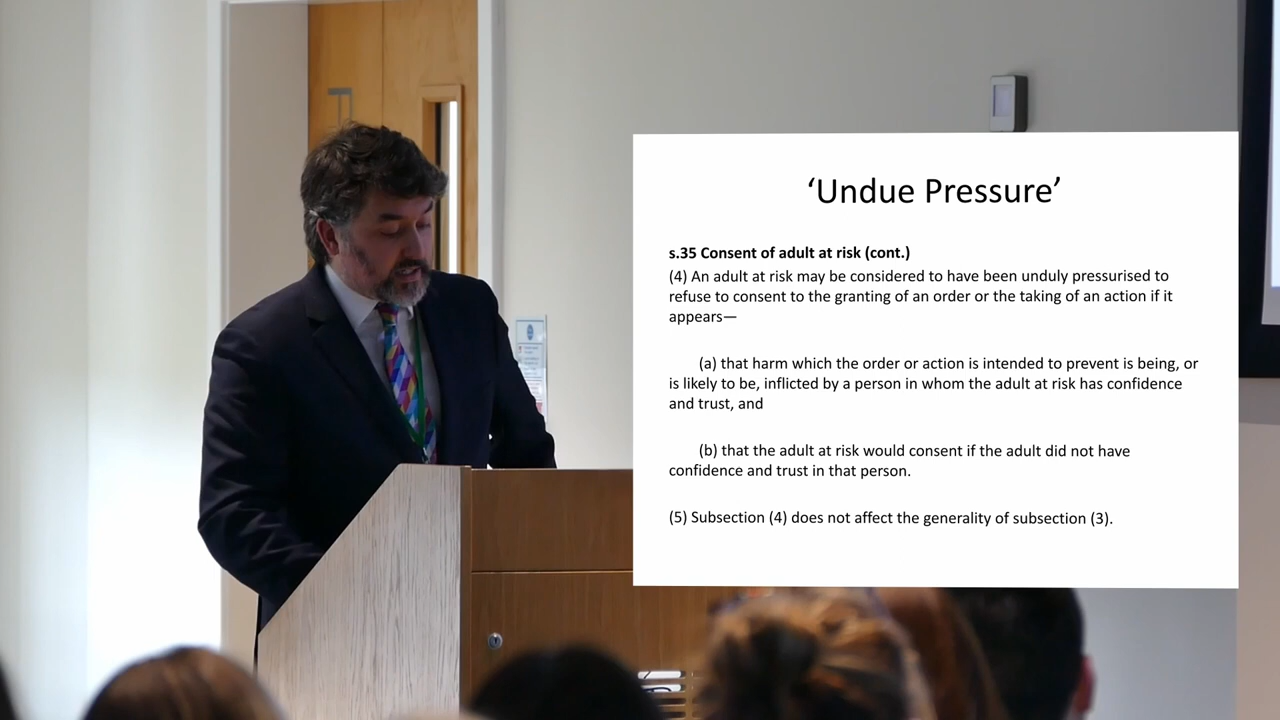 ‘Undue Pressure’
s.35 Consent of adult at risk (cont.)
(4) An adult at risk may be considered to have been unduly pressurised to
refuse to consent to the granting of an order or the taking of an action if it
appears—
(a) that harm which the order or action is intended to prevent is being, or
is likely to be, inflicted by a person in whom the adult at risk has confidence
and trust, and
(b) that the adult at risk would consent if the adult did not have
confidence and trust in that person.
(5) Subsection (4) does not affect the generality of subsection (3).